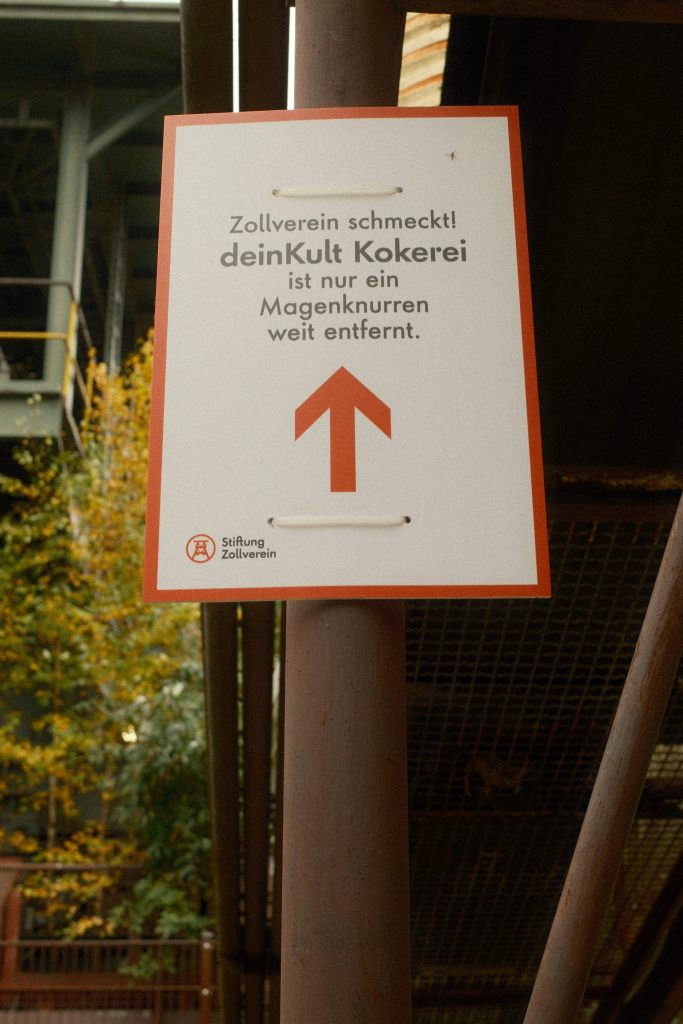 Zollverein schmeckt!
deinKult Kokerei
ist nur ein
Magenknurren
weit entfernt.
Stiftung
Zollverein